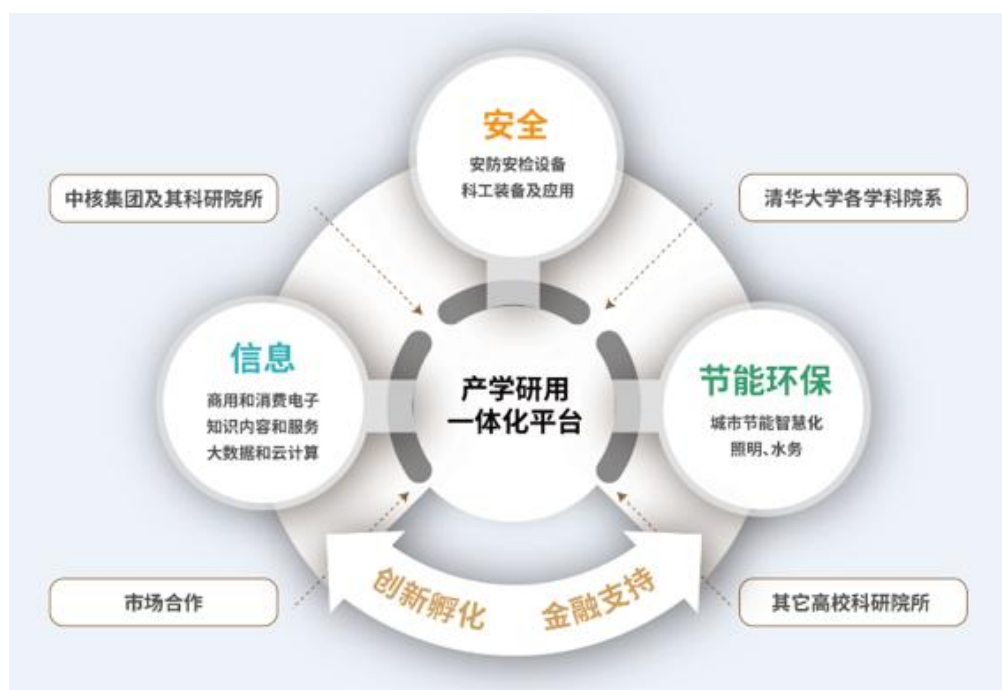 安全
安防安检设备
科工装备及应用
中核集团及其科研院所
清华大学各学科院系
信息
商用和消费电子
知识内容和服务
大数据和云计算
产学研用
一体化平台
节能环保
城市节能智慧化
照明、水务
市场合作
创新孵化
金融支持
其它高校科研院所